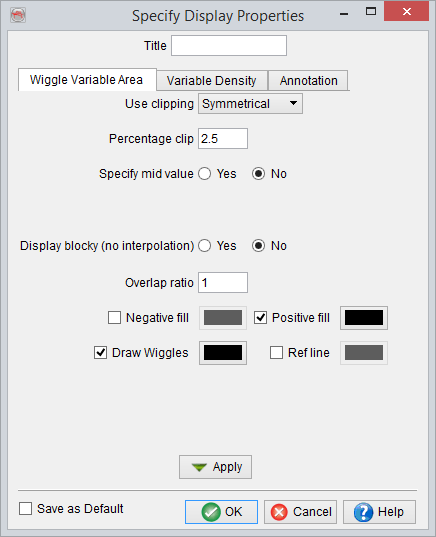 Specify Display Properties
Title
Wiggle Variable Area Variable Density Annotation
Use clipping Symmetrical
Percentage clip 2.5
Specify mid value Yes No
Display blocky (no interpolation) Yes No
Overlap ratio 1
Negative fill Positive fill
Draw Wiggles Ref line
Apply
Save as Default OK Cancel Help